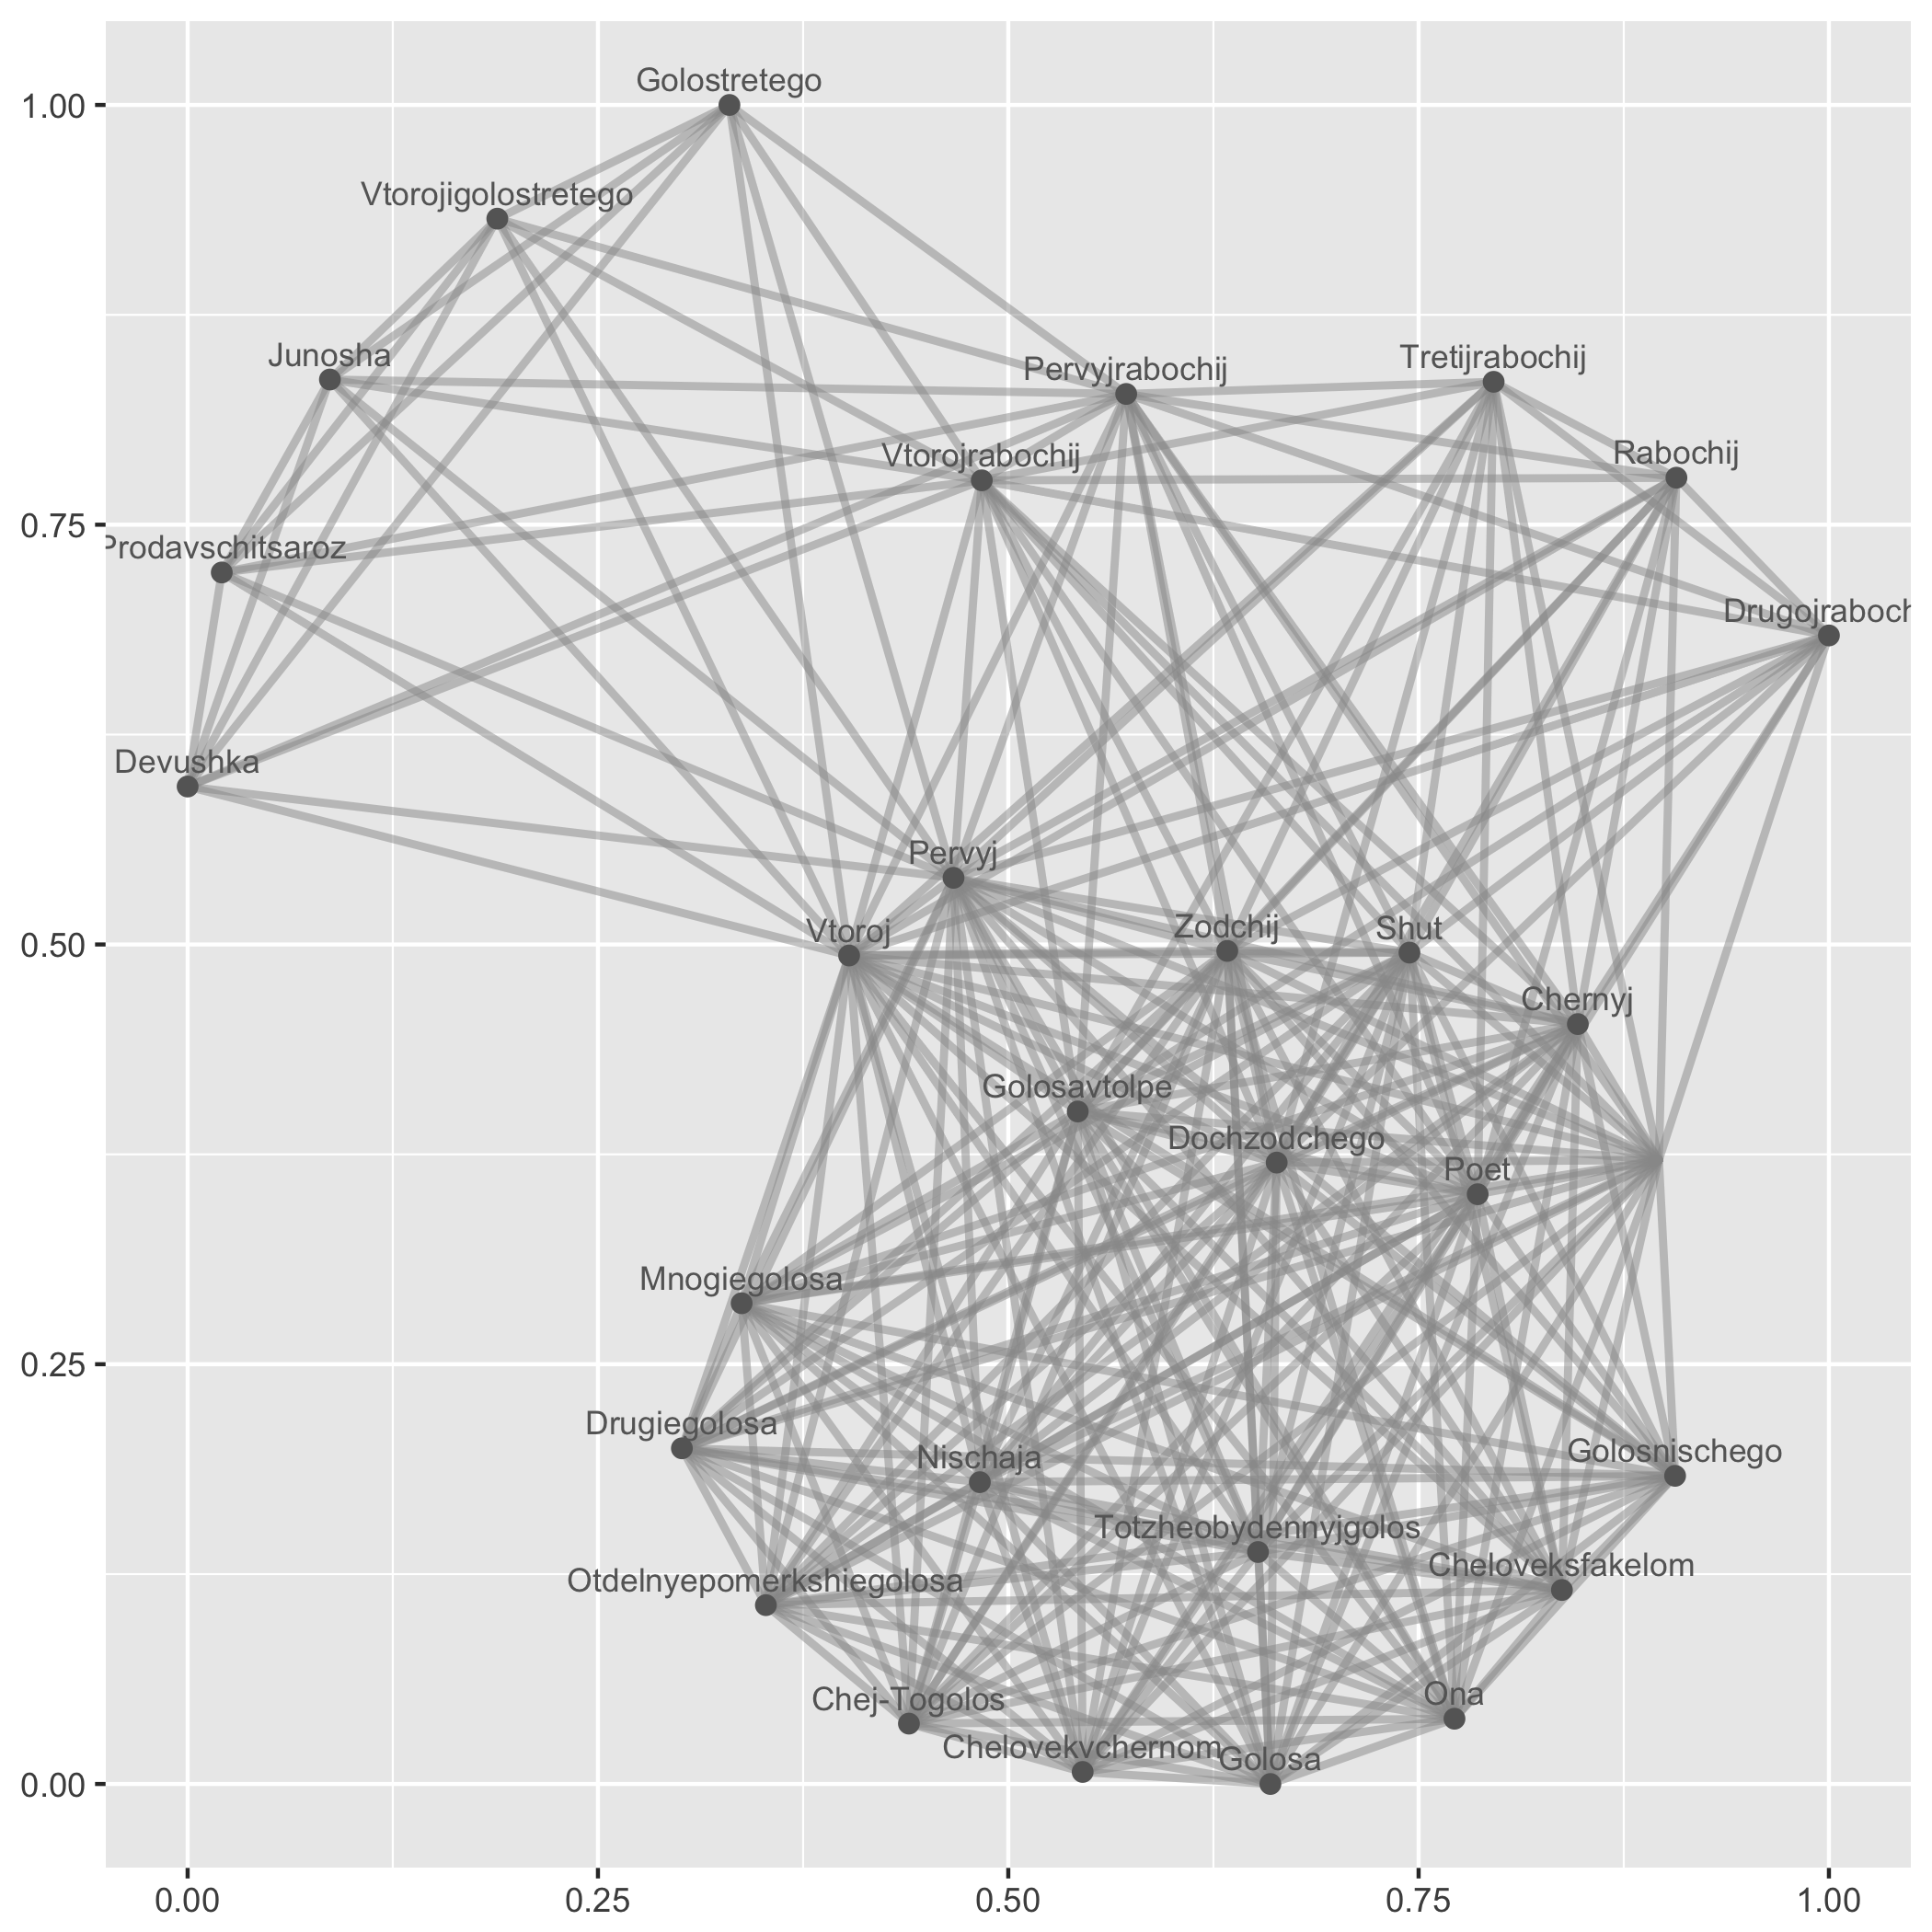 Golostretego
1.00
Vtorojigolostretego
Junosha
Pervyjrabochij
Tretijrabochij
Vtorojrabochij
Rabochij
0.75
Prodavschitsaroz
Drugojraboch
Devushka
Pervyj
Vtoroj
Zodchij
Shut
0.50
Chernyj
Golosavtolpe
Dochzodchego
Poet
Mnogiegolosa
0.25
Drugiegolosa
Nischaja
Golosnischego
Totzheobydennyjgolos
Cheloveksfakelom
Otdelnyepomerkshiegolosa
Chej-Togolos
Ona
Chelovekvchernom
Golosa
0.00
0.00 0.25 0.50 0.75 1.00